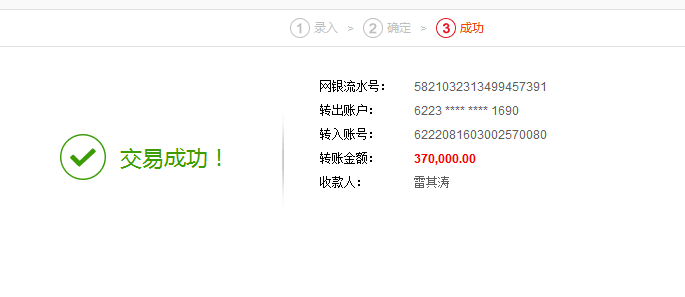 1 录入 > 2 确定 > 3 成功
交易成功！
网银流水号： 5821032313499457391
转出账户： 6223 **** **** 1690
转入账号： 6222081603002570080
转账金额： 370,000.00
收款人： 雷其涛